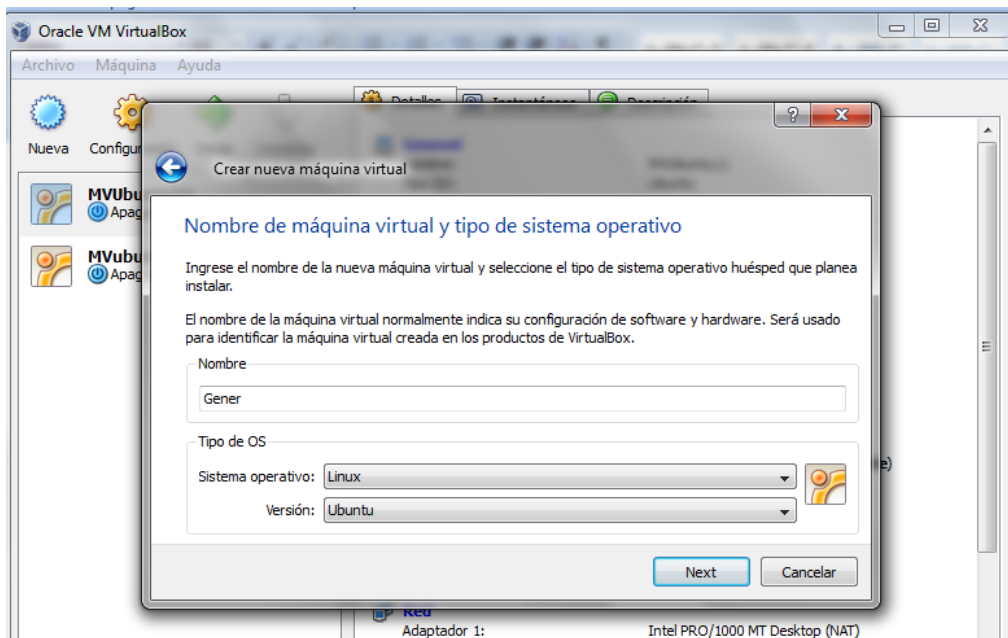 Oracle VM VirtualBox
Archivo Máquina Ayuda
Detalles Instantáneas Descripción
Nueva Configur
General
Crear nueva máquina virtual
MVUbu
Apag
MVubu
Apag
Nombre de máquina virtual y tipo de sistema operativo
Ingrese el nombre de la nueva máquina virtual y seleccione el tipo de sistema operativo huésped que planea
instalar.
El nombre de la máquina virtual normalmente indica su configuración de software y hardware. Será usado
para identificar la máquina virtual creada en los productos de VirtualBox.
Nombre
Gener
Tipo de OS
Sistema operativo: Linux
e)
Versión: Ubuntu
Next Cancelar
Red
Adaptador 1: Intel PRO/1000 MT Desktop (NAT)